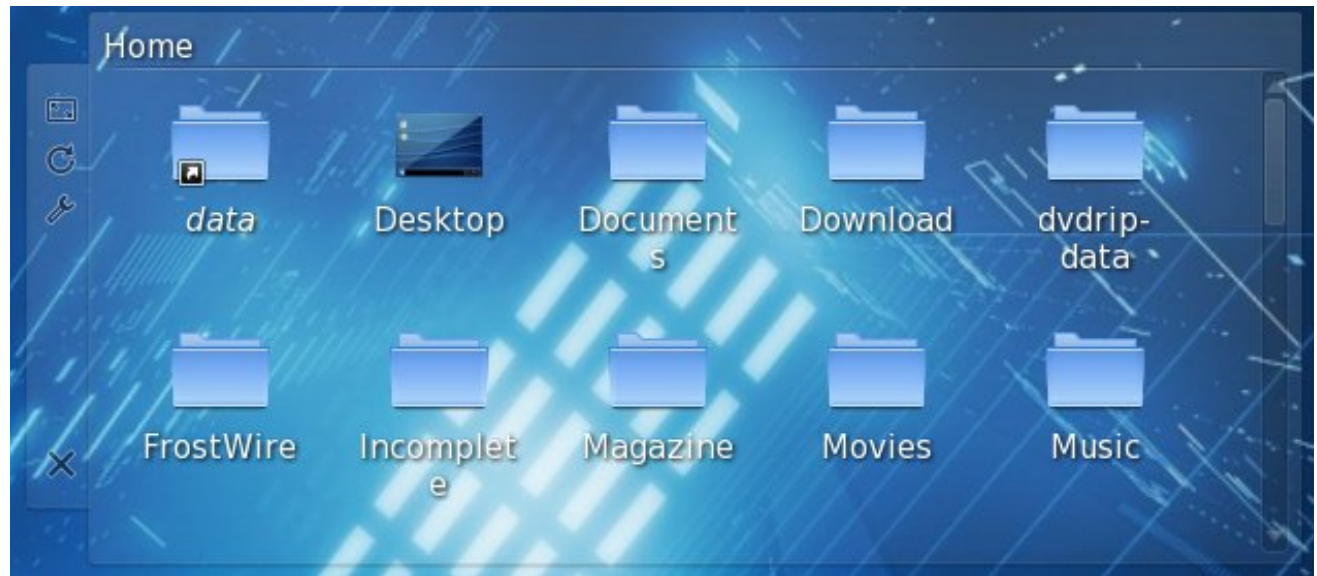 Home
data Desktop Document Download dvdrip-
s data
FrostWire Incomplet Magazine Movies Music
e